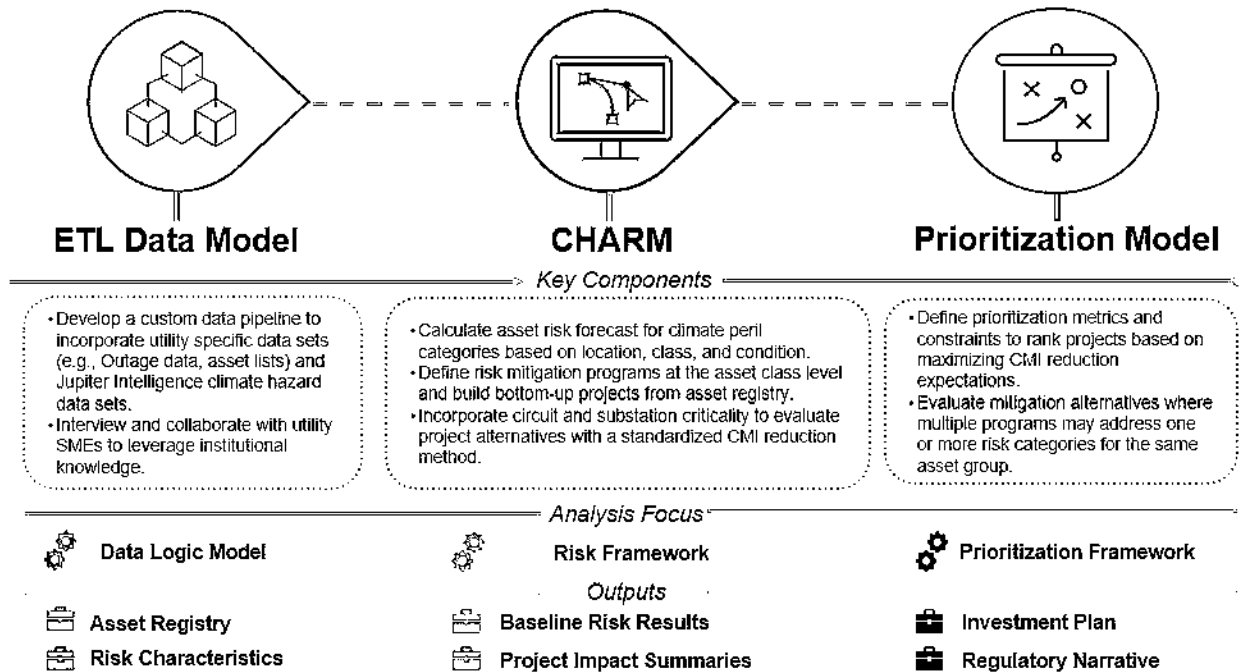 ETL Data Model
CHARM
Prioritization Model
Key Components
•Develop a custom data pipeline to
incorporate utility specific data sets
(e.g., Outage data, asset lists) and
Jupiter Intelligence climate hazard
data sets.
•Interview and collaborate with utility
SMEs to leverage institutional
knowledge.
•Calculate asset risk forecast for climate peril
categories based on location, class, and condition.
•Define risk mitigation programs at the asset class level
and build bottom-up projects from asset registry.
•Incorporate circuit and substation criticality to evaluate
project alternatives with a standardized CMI reduction
method.
•Define prioritization metrics and
constraints to rank projects based on
maximizing CMI reduction
expectations.
•Evaluate mitigation alternatives where
multiple programs may address one
or more risk categories for the same
asset group.
Analysis Focus
Data Logic Model
Risk Framework
Prioritization Framework
Outputs
Asset Registry
Baseline Risk Results
Investment Plan
Risk Characteristics
Project Impact Summaries
Regulatory Narrative